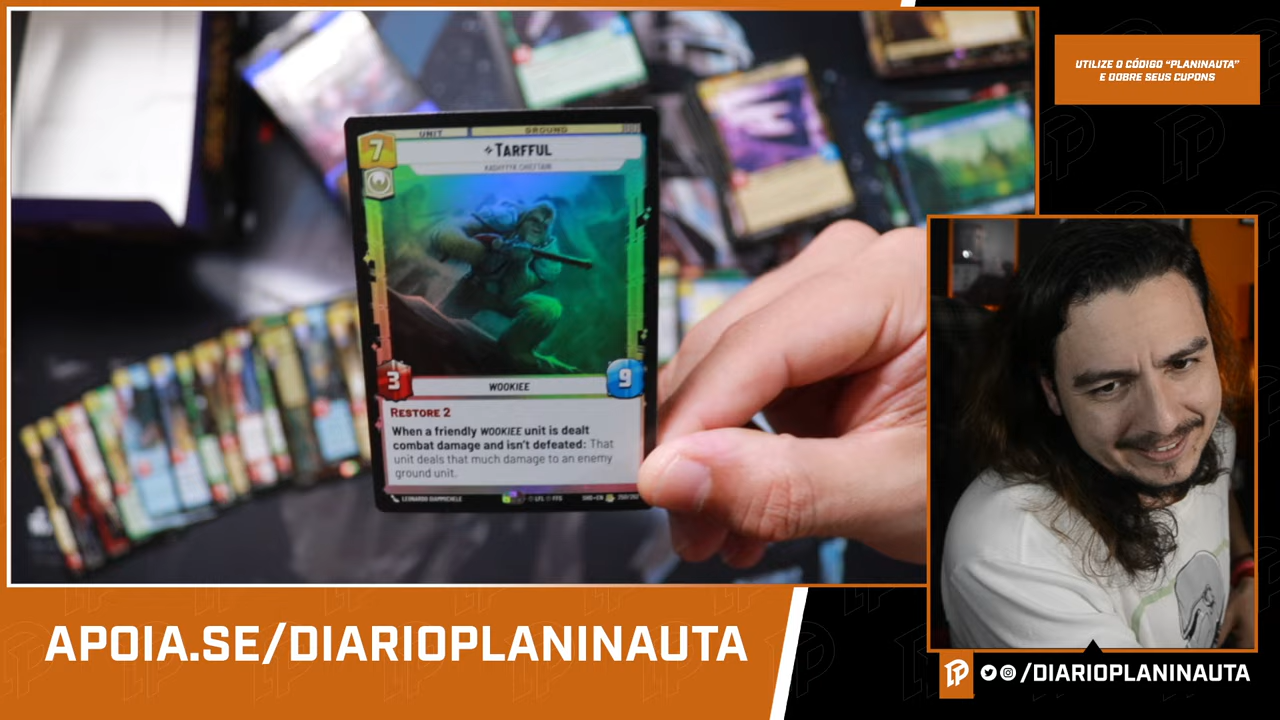 UTILIZE O CÓDIGO “PLANINAUTA”
E DOBRE SEUS CUPONS
UNIT
GROUND
7
TARFFUL
KASHYYYK CHIEFTAIN
3
WOOKIEE
9
RESTORE 2
When a friendly WOOKIEE unit is dealt
combat damage and isn't defeated: That
unit deals that much damage to an enemy
ground unit.
LEONARDO GIAMMICHELE
APOIA.SE/DIARIOPLANINAUTA
/DIARIOPLANINAUTA